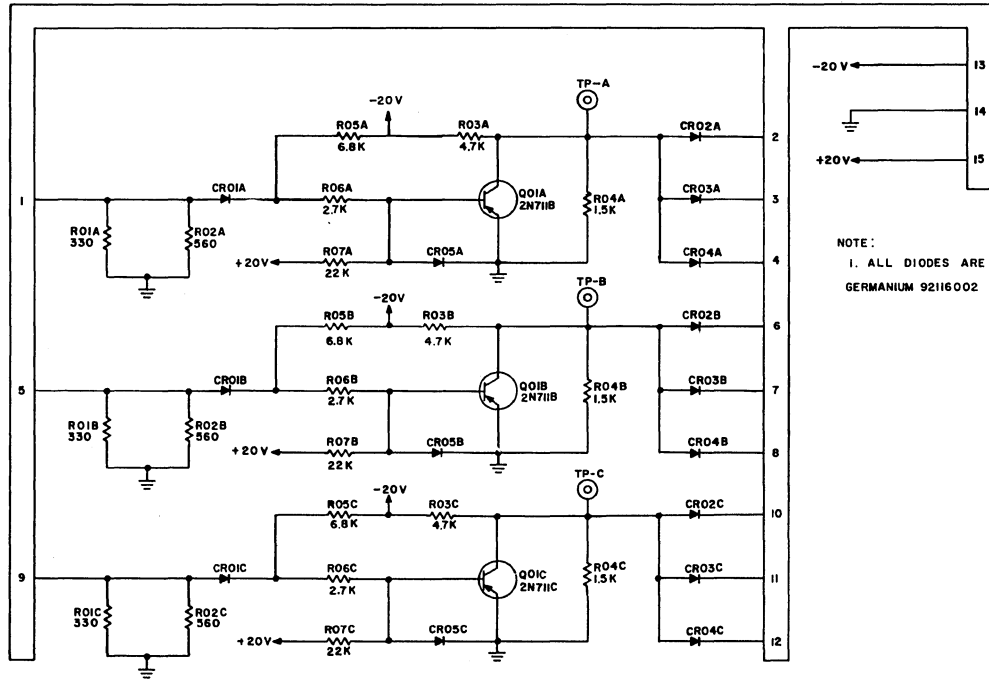 TP-A
-20V
R05A
6.8K
R03A
4.7K
CR02A
2
CR01A
1
R01A
330
R02A
560
R06A
2.7K
Q01A
2N711B
R04A
1.5K
CR03A
3
+20V
R07A
22K
CR05A
CR04A
4
TP-B
-20V
R05B
6.8K
R03B
4.7K
CR02B
6
CR01B
5
R01B
330
R02B
560
R06B
2.7K
Q01B
2N711B
R04B
1.5K
CR03B
7
+20V
R07B
22K
CR05B
CR04B
8
TP-C
-20V
R05C
6.8K
R03C
4.7K
CR02C
10
CR01C
9
R01C
330
R02C
560
R06C
2.7K
Q01C
2N711C
R04C
1.5K
CR03C
11
+20V
R07C
22K
CR05C
CR04C
12
-20V
13
14
+20V
15
NOTE:
1. ALL DIODES ARE
GERMANIUM 92116002